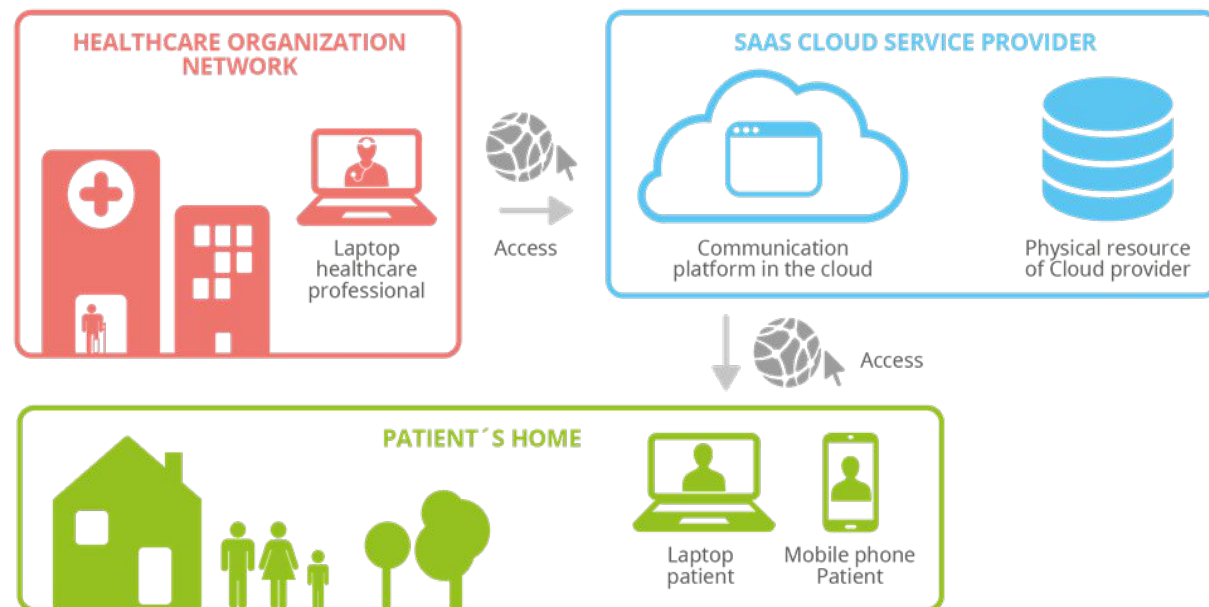 HEALTHCARE ORGANIZATION
NETWORK
Laptop
healthcare
professional
Access
SAAS CLOUD SERVICE PROVIDER
Communication
platform in the cloud
Physical resource
of Cloud provider
Access
PATIENT´S HOME
Laptop
patient
Mobile phone
Patient